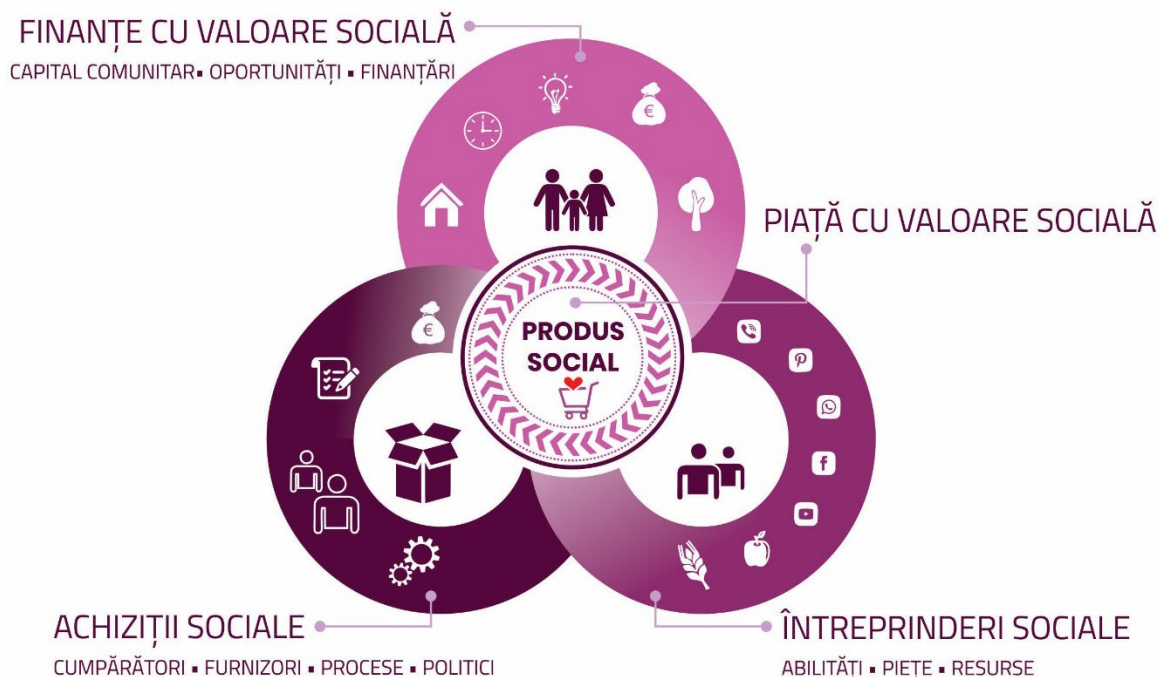 FINANȚE CU VALOARE SOCIALĂ
CAPITAL COMUNITAR▪ OPORTUNITĂȚI ▪ FINANȚĂRI
PIAȚĂ CU VALOARE SOCIALĂ
PRODUS
SOCIAL
ACHIZIȚII SOCIALE
CUMPĂRĂTORI ▪ FURNIZORI ▪ PROCESE ▪ POLITICI
ÎNTREPRINDERI SOCIALE
ABILITĂȚI ▪ PIEȚE ▪ RESURSE